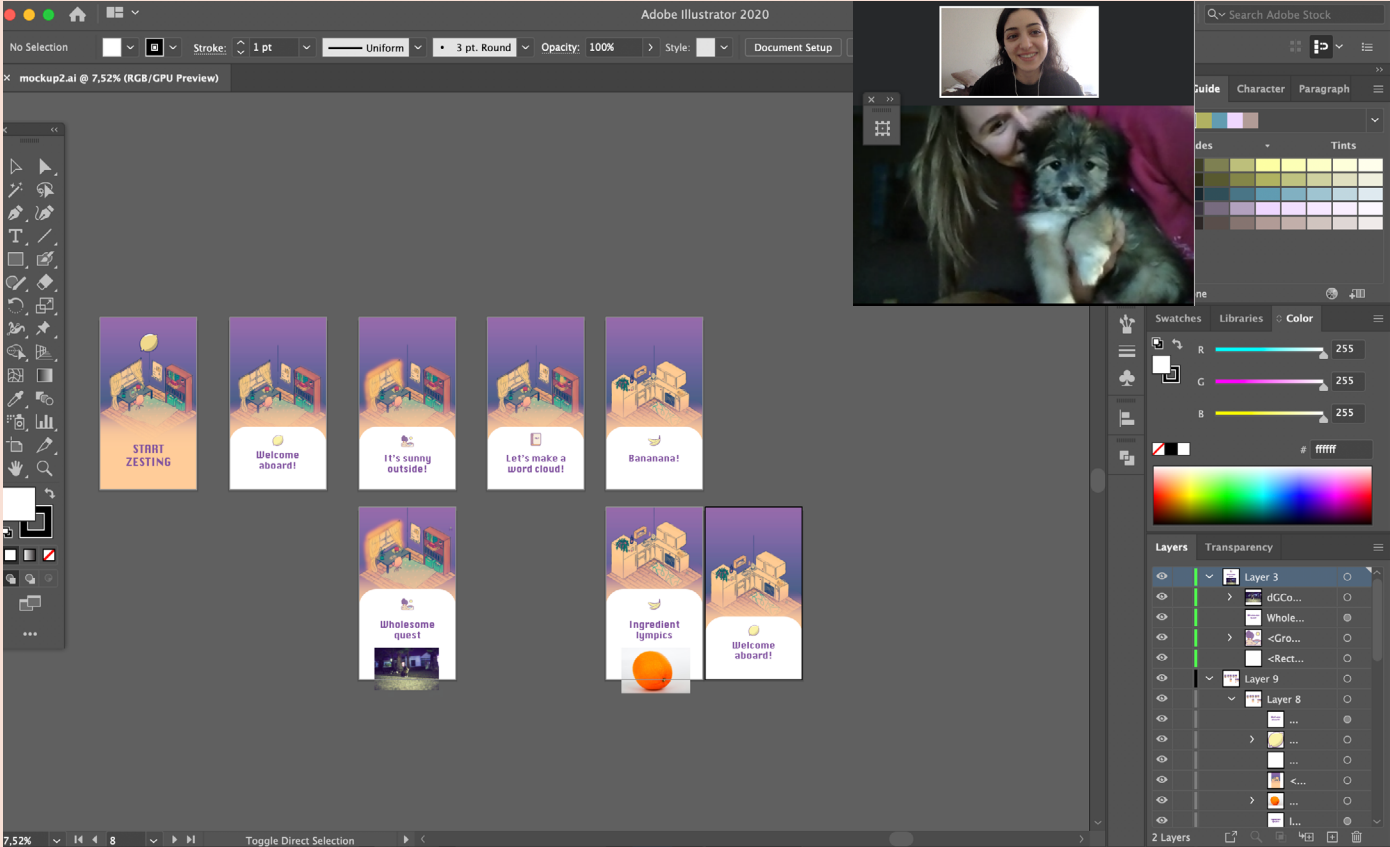 Adobe Illustrator 2020
Search Adobe Stock
No Selection
Stroke:
1 pt
Uniform
3 pt. Round
Opacity:
100%
Style:
Document Setup
× mockup2.ai @ 7,52% (RGB/GPU Preview)
Guide
Character
Paragraph
des
Tints
ne
START
ZESTING
Welcome
aboard!
It's sunny
outside!
Let's make a
word cloud!
Bananana!
Wholesome
quest
Ingredient
lympics
Welcome
aboard!
Swatches
Libraries
Color
R
255
G
255
B
255
#
ffffff
Layers
Transparency
Layer 3
dGCo...
Whole...
<Gro...
<Rect...
Layer 9
Layer 8
...
...
...
<...
...
I...
2 Layers
7,52%
8
Toggle Direct Selection